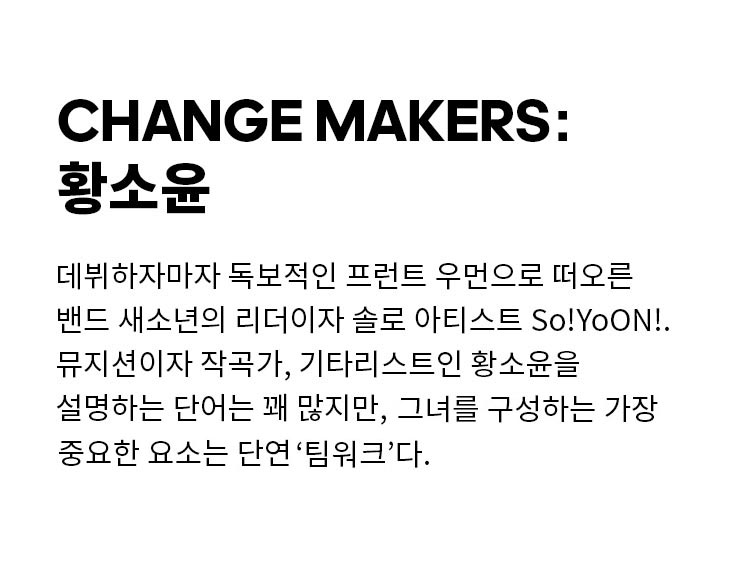 CHANGE MAKERS:
황소윤
데뷔하자마자 독보적인 프런트 우먼으로 떠오른
밴드 새소년의 리더이자 솔로 아티스트 So!YoON!.
뮤지션이자 작곡가, 기타리스트인 황소윤을
설명하는 단어는 꽤 많지만, 그녀를 구성하는 가장
중요한 요소는 단연 ‘팀워크’다.